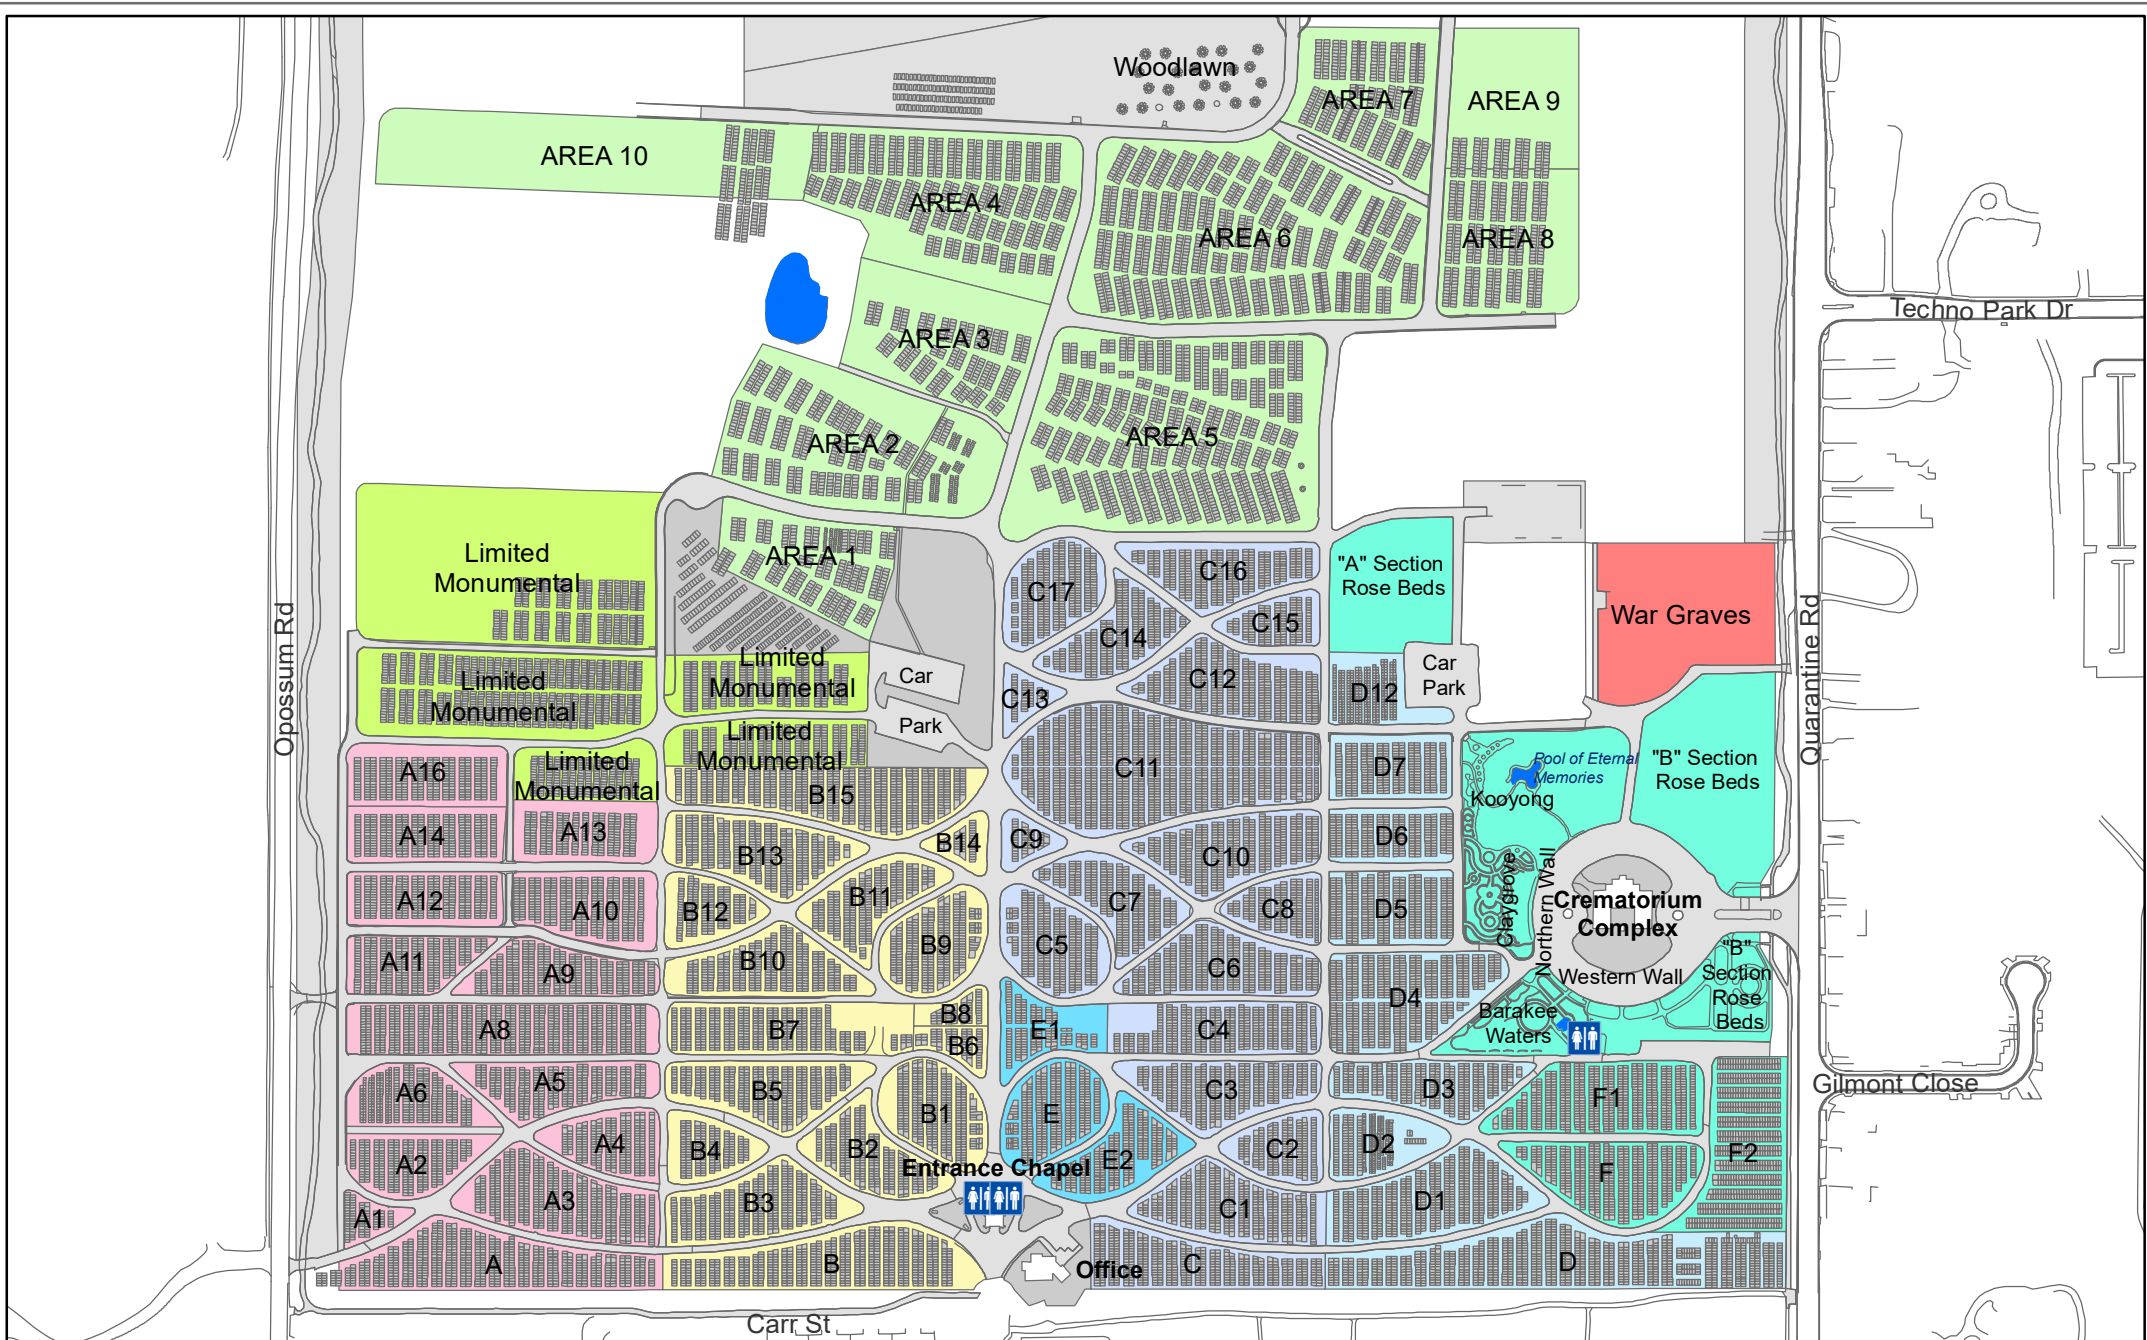 Woodlawn
AREA 7
AREA 9
AREA 10
AREA 4
AREA 6
AREA 8
Techno Park Dr
AREA 3
AREA 2
AREA 5
Limited
Monumental
AREA 1
C17
C16
C15
C14
"A" Section
Rose Beds
War Graves
Opossum Rd
Quarantine Rd
Limited
Monumental
Limited
Monumental
Car
Park
C13
C12
D12
Car
Park
Limited
Monumental
A16
Limited
Monumental
B15
C11
D7
Pool of Eternal
Memories
Kooyong
"B" Section
Rose Beds
A14
A13
B13
B14
C9
C10
D6
A12
A10
B12
B11
B9
C7
C8
C5
D5
Claygrove
Northern Wall
Crematorium
Complex
Western Wall
"B"
Section
Rose
Beds
A11
A9
B10
C6
D4
Barakee
Waters
A8
B7
B8
B6
E1
C4
A6
A5
B5
B1
E
C3
D3
F1
Gilmont Close
A4
A2
B4
B2
E2
C2
D2
F
F2
Entrance Chapel
A1
A3
B3
C1
D1
A
B
Office
C
D
Carr St